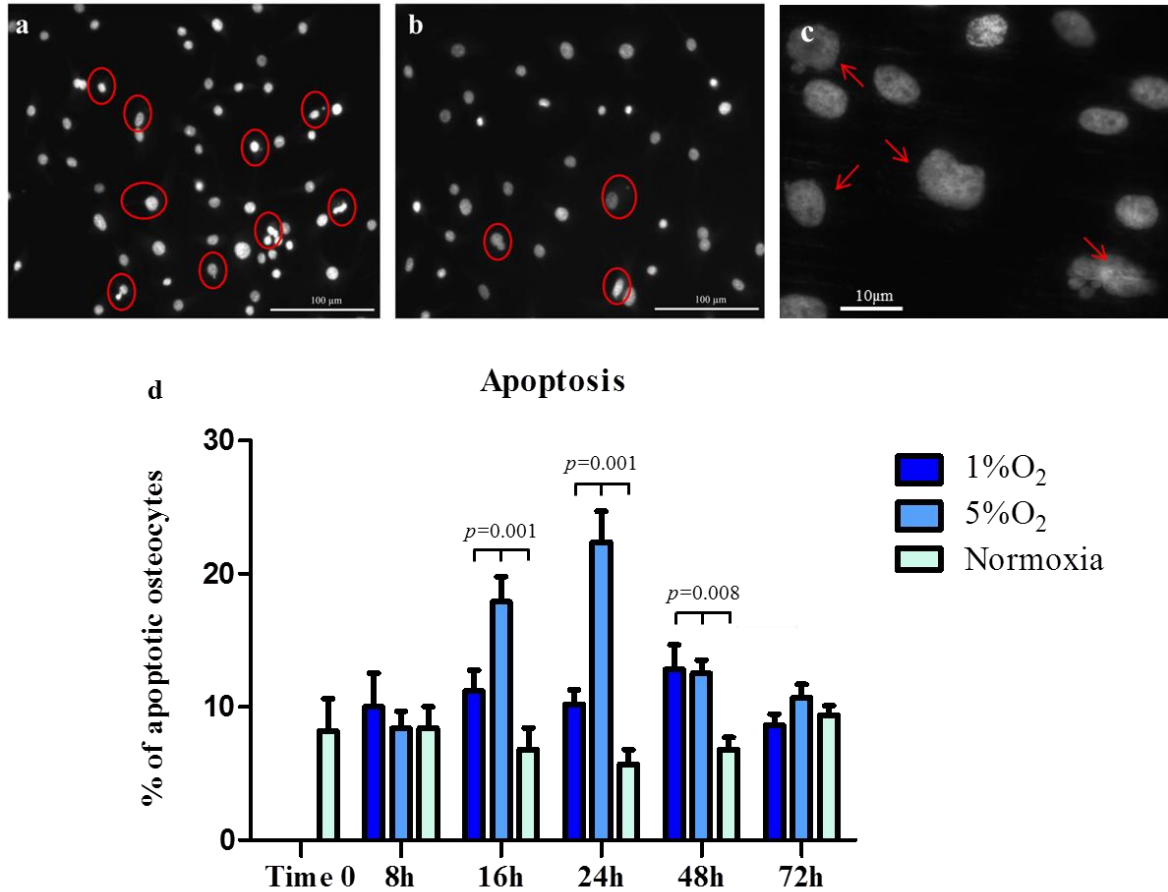 a
b
c
100 µm
100 µm
10µm
d
Apoptosis
% of apoptotic osteocytes
30
20
10
0
p=0.001
p=0.001
p=0.008
Time 0 8h 16h 24h 48h 72h
1%O₂
5%O₂
Normoxia